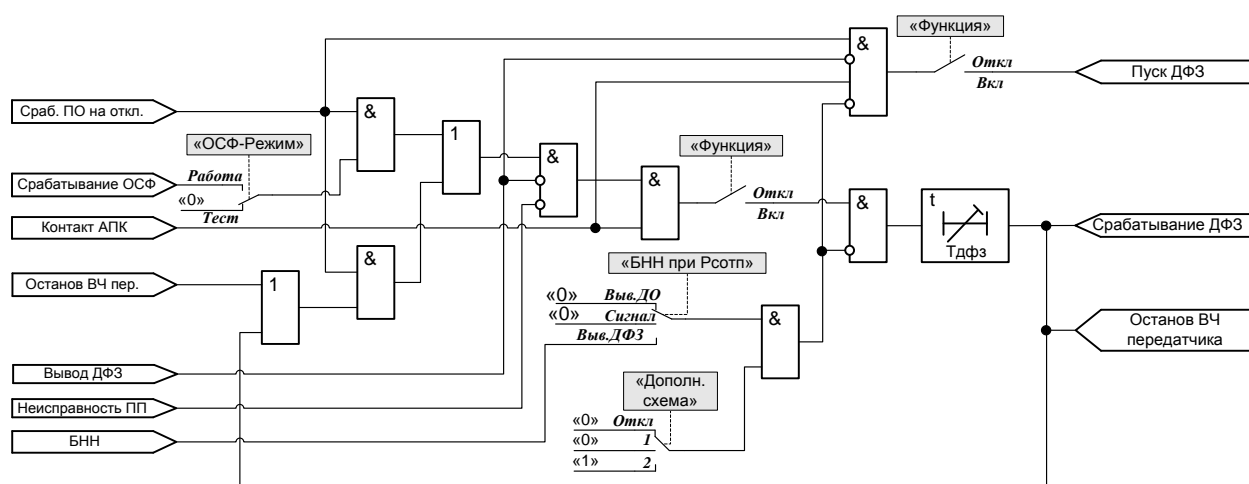 «Функция»
&
Откл
Вкл
Пуск ДФЗ
Сраб. ПО на откл.
&
1
«ОСФ-Режим»
&
«Функция»
Срабатывание ОСФ
Работа
«0»
Тест
&
Откл
Вкл
&
t
Тдфз
Контакт АПК
Срабатывание ДФЗ
&
«БНН при Рсотп»
Останов ВЧ пер.
1
«0» Выв.ДО
«0» Сигнал
Выв.ДФЗ
&
Останов ВЧ
передатчика
Вывод ДФЗ
«Дополн.
схема»
Неисправность ПП
«0» Откл
БНН
«0» 1
«1» 2